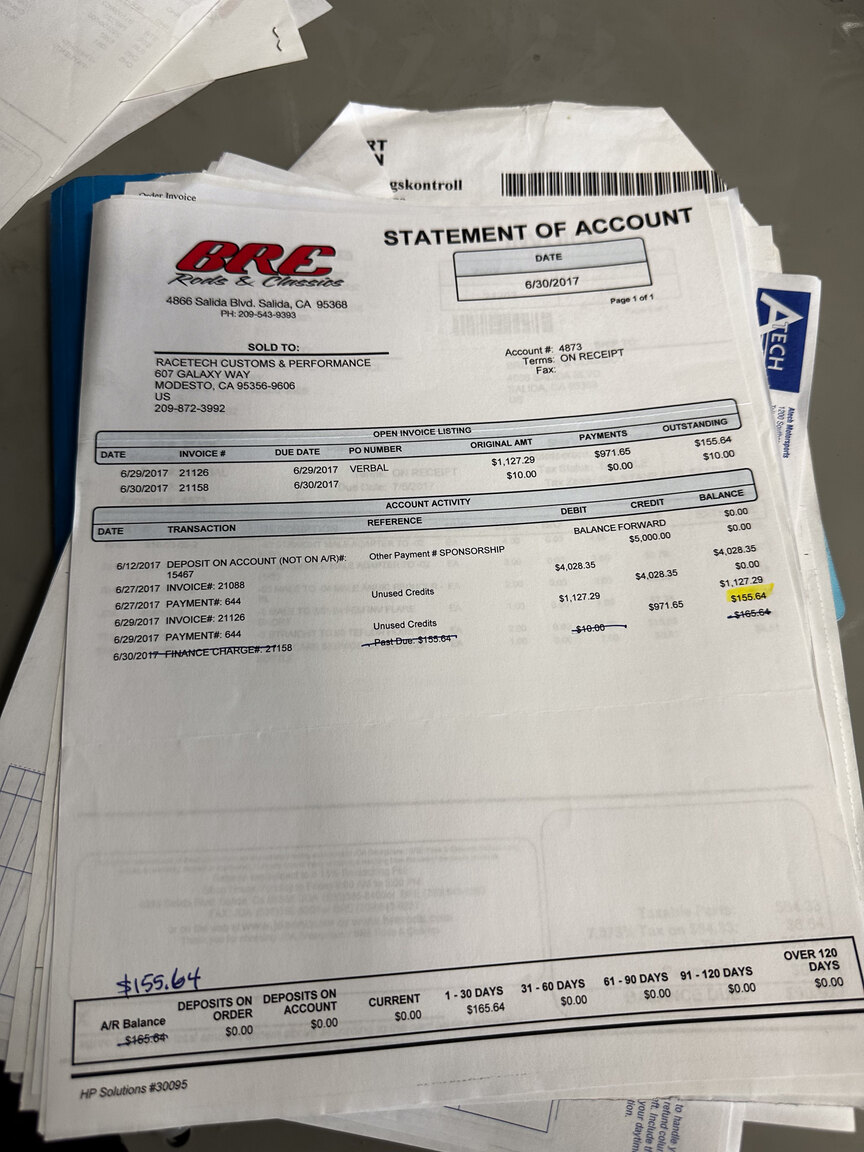 RT
N
gskontroll
Order Invoice
BRE
Rods & Classics
4866 Salida Blvd. Salida, CA 95368
PH: 209-543-9393
STATEMENT OF ACCOUNT
DATE
6/30/2017
Page 1 of 1
SOLD TO:
RACETECH CUSTOMS & PERFORMANCE
607 GALAXY WAY
MODESTO, CA 95356-9606
US
209-872-3992
Account #: 4873
Terms: ON RECEIPT
Fax:
ATECH
Atech Motorsports
OPEN INVOICE LISTING
DATE INVOICE # DUE DATE PO NUMBER ORIGINAL AMT PAYMENTS OUTSTANDING
6/29/2017 21126 6/29/2017 VERBAL $1,127.29 $971.65 $155.64
6/30/2017 21158 6/30/2017 $10.00 $0.00 $10.00
ACCOUNT ACTIVITY
DATE TRANSACTION REFERENCE DEBIT CREDIT BALANCE
BALANCE FORWARD $0.00
6/12/2017 DEPOSIT ON ACCOUNT (NOT ON A/R)#: Other Payment # SPONSORSHIP $5,000.00 $0.00
15467
6/27/2017 INVOICE#: 21088 $4,028.35 $4,028.35
6/27/2017 PAYMENT#: 644 Unused Credits $4,028.35 $0.00
6/29/2017 INVOICE#: 21126 $1,127.29 $1,127.29
6/29/2017 PAYMENT#: 644 Unused Credits $971.65 $155.64
6/30/2017 FINANCE CHARGE#: 21158 Past Due: $155.64 $10.00 $165.64
$155.64
A/R Balance DEPOSITS ON ORDER DEPOSITS ON ACCOUNT CURRENT 1 - 30 DAYS 31 - 60 DAYS 61 - 90 DAYS 91 - 120 DAYS OVER 120 DAYS
$165.64 $0.00 $0.00 $0.00 $165.64 $0.00 $0.00 $0.00 $0.00
HP Solutions #30095
to handle
refund